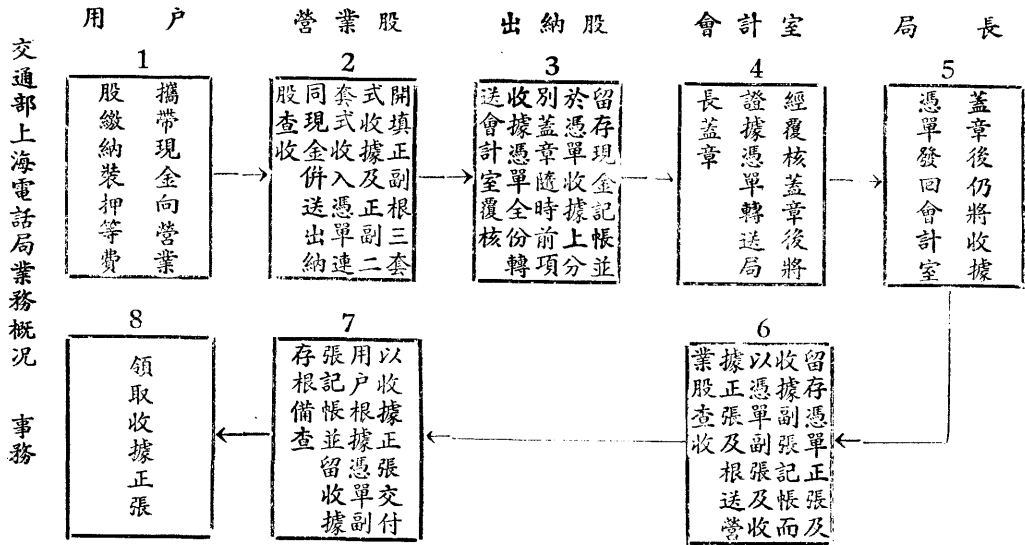 交通部上海電話局業務概況　事務
用戶
營業股
出納股
會計室
局長
1
攜帶現金向營業
股繳納裝押等費
2
開填正副根三套
式收據及正副二
套式收入憑單連
同現金併送出納
股查收
3
留存現金記帳並
於憑單收據上分
別蓋章隨時前項
收據憑單全份轉
送會計室覆核
4
經覆核蓋章後將
證據憑單轉送局
長蓋章
5
蓋章後仍將收據
憑單發回會計室
6
留存憑單正張及
收據副張記帳而
以憑單副張及收
據正張及根送營
業股查收
7
以收據正張交付
用户根據憑單副
張記帳並留收據
存根備查
8
領取收據正張